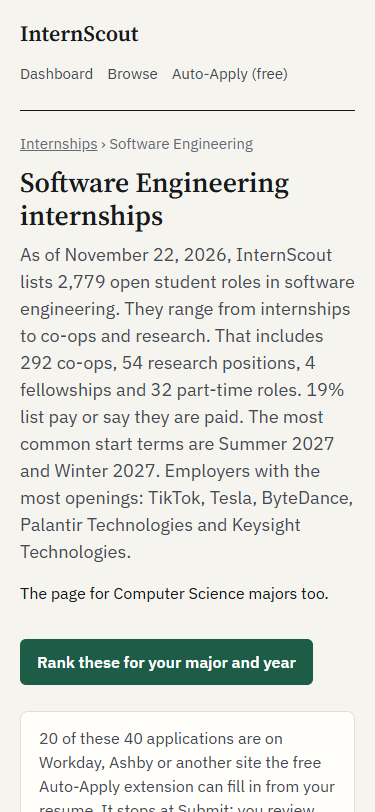 InternScout
Dashboard Browse Auto-Apply (free)
Internships › Software Engineering
Software Engineering
internships
As of November 22, 2026, InternScout
lists 2,779 open student roles in software
engineering. They range from internships
to co-ops and research. That includes
292 co-ops, 54 research positions, 4
fellowships and 32 part-time roles. 19%
list pay or say they are paid. The most
common start terms are Summer 2027
and Winter 2027. Employers with the
most openings: TikTok, Tesla, ByteDance,
Palantir Technologies and Keysight
Technologies.
The page for Computer Science majors too.
Rank these for your major and year
20 of these 40 applications are on
Workday, Ashby or another site the free
Auto-Apply extension can fill in from your
resume. It stops at Submit: you review